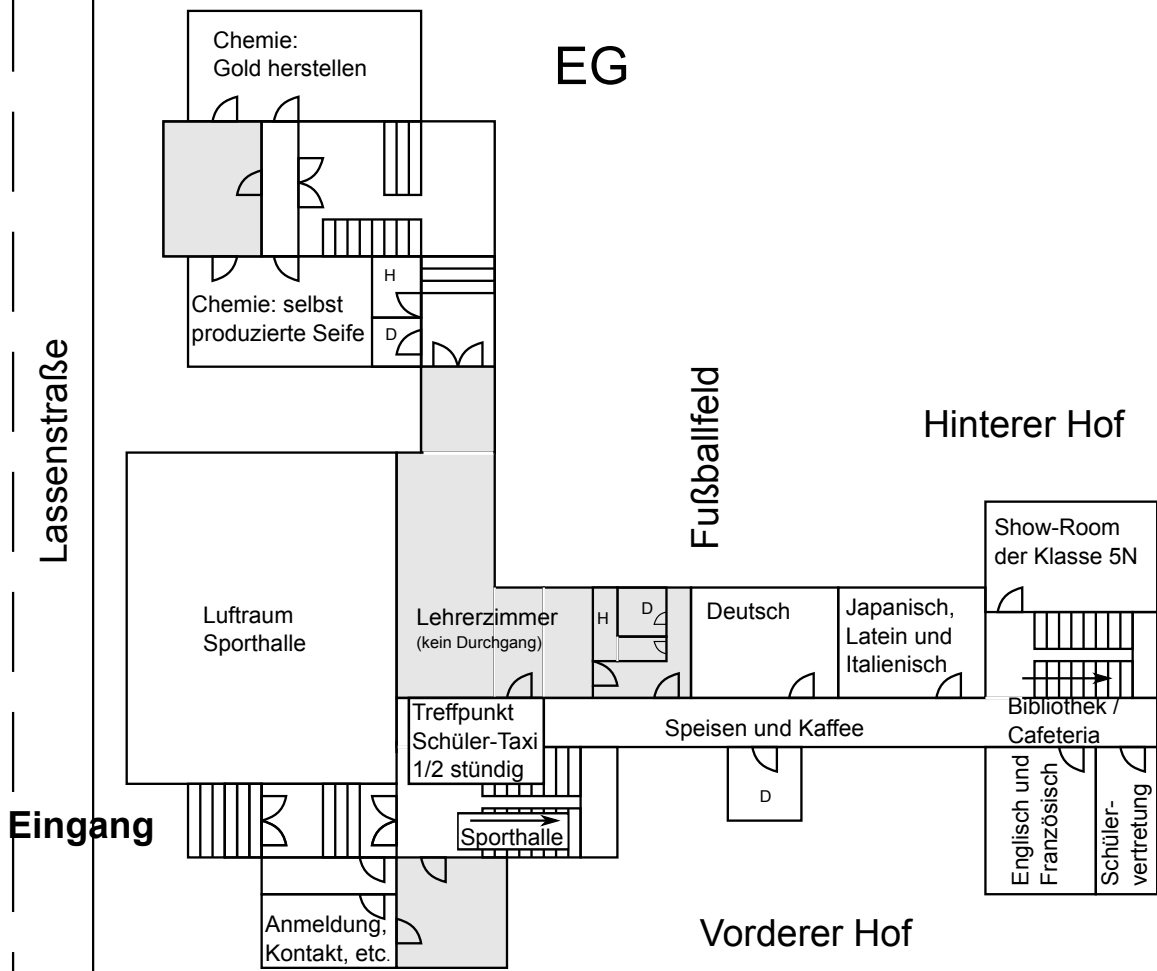 Chemie:
Gold herstellen
EG
H
Chemie: selbst
produzierte Seife
D
Lassenstraße
Fußballfeld
Hinterer Hof
Show-Room
der Klasse 5N
Luftraum
Sporthalle
Lehrerzimmer
(kein Durchgang)
H
D
Deutsch
Japanisch,
Latein und
Italienisch
Treffpunkt
Schüler-Taxi
1/2 stündig
Speisen und Kaffee
Bibliothek /
Cafeteria
D
Englisch und
Französisch
Schüler-
vertretung
Eingang
Sporthalle
Anmeldung,
Kontakt, etc.
Vorderer Hof